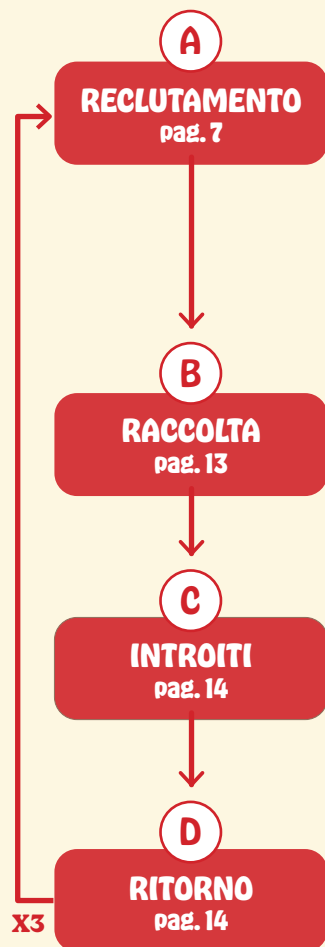 A
RECLUTAMENTO
pag. 7
B
RACCOLTA
pag. 13
C
INTROITI
pag. 14
D
RITORNO
pag. 14
X3